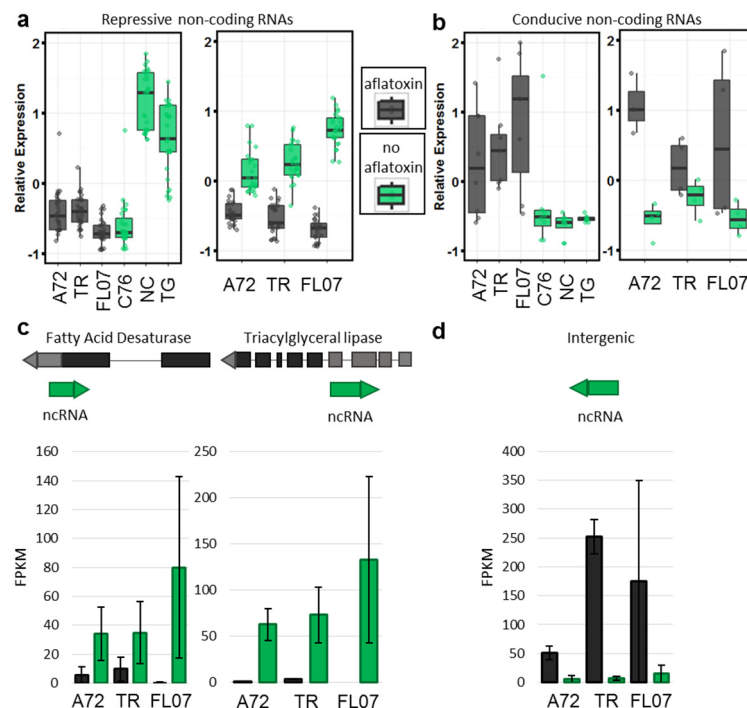 a
Repressive non-coding RNAs
b
Conducive non-coding RNAs
Relative Expression
2
1
0
-1
A72
TR
FL07
C76
NC
TG
2
1
0
-1
A72
TR
FL07
aflatoxin
no
aflatoxin
Relative Expression
2
1
0
-1
A72
TR
FL07
C76
NC
TG
2
1
0
-1
A72
TR
FL07
c
Fatty Acid Desaturase
Triacylglyceral lipase
ncRNA
ncRNA
FPKM
160
140
120
100
80
60
40
20
0
A72
TR
FL07
250
200
150
100
50
0
A72
TR
FL07
d
Intergenic
ncRNA
FPKM
400
350
300
250
200
150
100
50
0
A72
TR
FL07